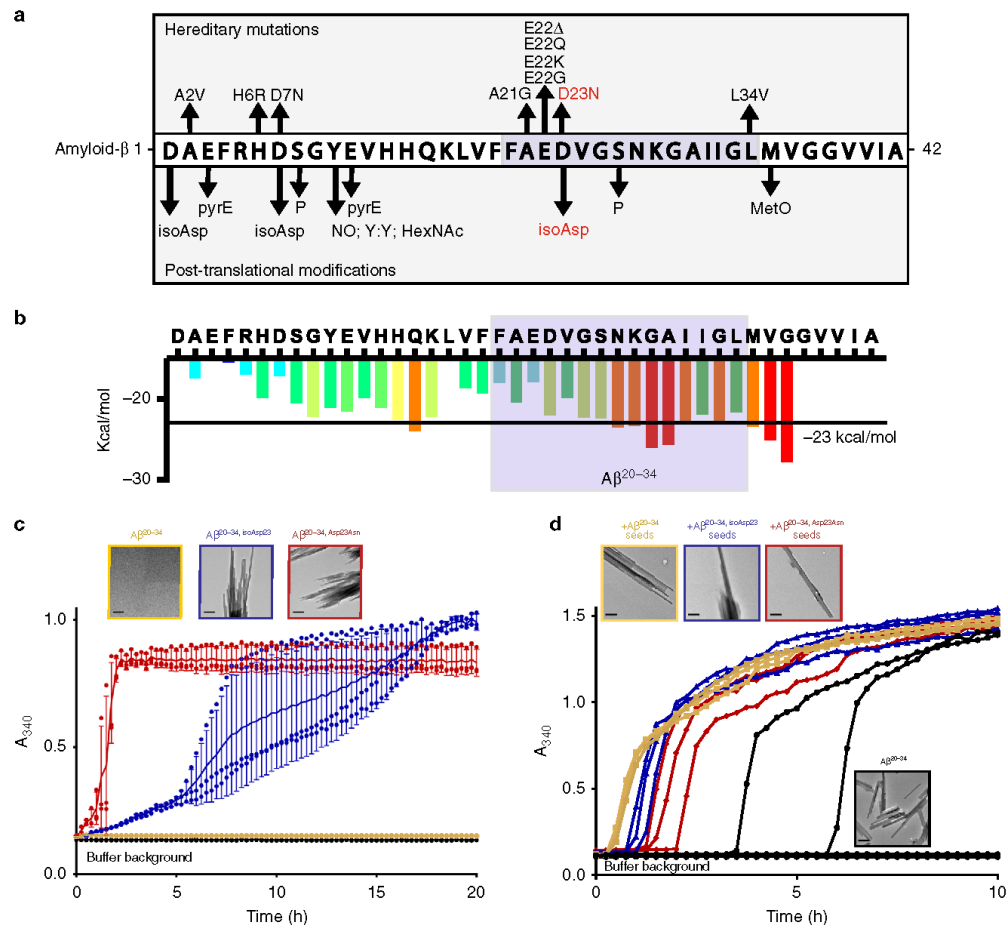 a
Hereditary mutations
E22Δ
E22Q
E22K
E22G
A2V
H6R D7N
A21G
D23N
L34V
Amyloid-β 1
DAEFRHDSGYEVHHQKLVFFAEDVGSNKGAIIGLMVGGVVIA
42
pyrE
P
pyrE
P
MetO
isoAsp
isoAsp
NO; Y:Y; HexNAc
isoAsp
Post-translational modifications
b
DAEFRHDSGYEVHHQKLVFFAEDVGSNKGAIIGLMVGGVVIA
Kcal/mol
−20
−30
−23 kcal/mol
Aβ20–34
c
Aβ20–34
Aβ20–34, isoAsp23
Aβ20–34, Asp23Asn
A340
1.0
0.5
0.0
Buffer background
0
5
10
15
20
Time (h)
d
+Aβ20–34
seeds
+Aβ20–34, isoAsp23
seeds
+Aβ20–34, Asp23Asn
seeds
A340
1.5
1.0
0.5
0.0
Aβ20–34
Buffer background
0
5
10
Time (h)